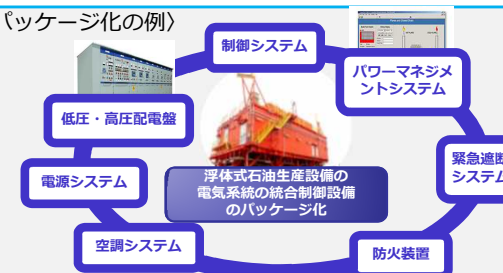 パッケージ化の例〉
制御システム
パワーマネジメ
ントシステム
低圧・高圧配電盤
緊急遮断
システム
電源システム
浮体式石油生産設備の
電気系統の統合制御設備
のパッケージ化
空調システム
防火装置